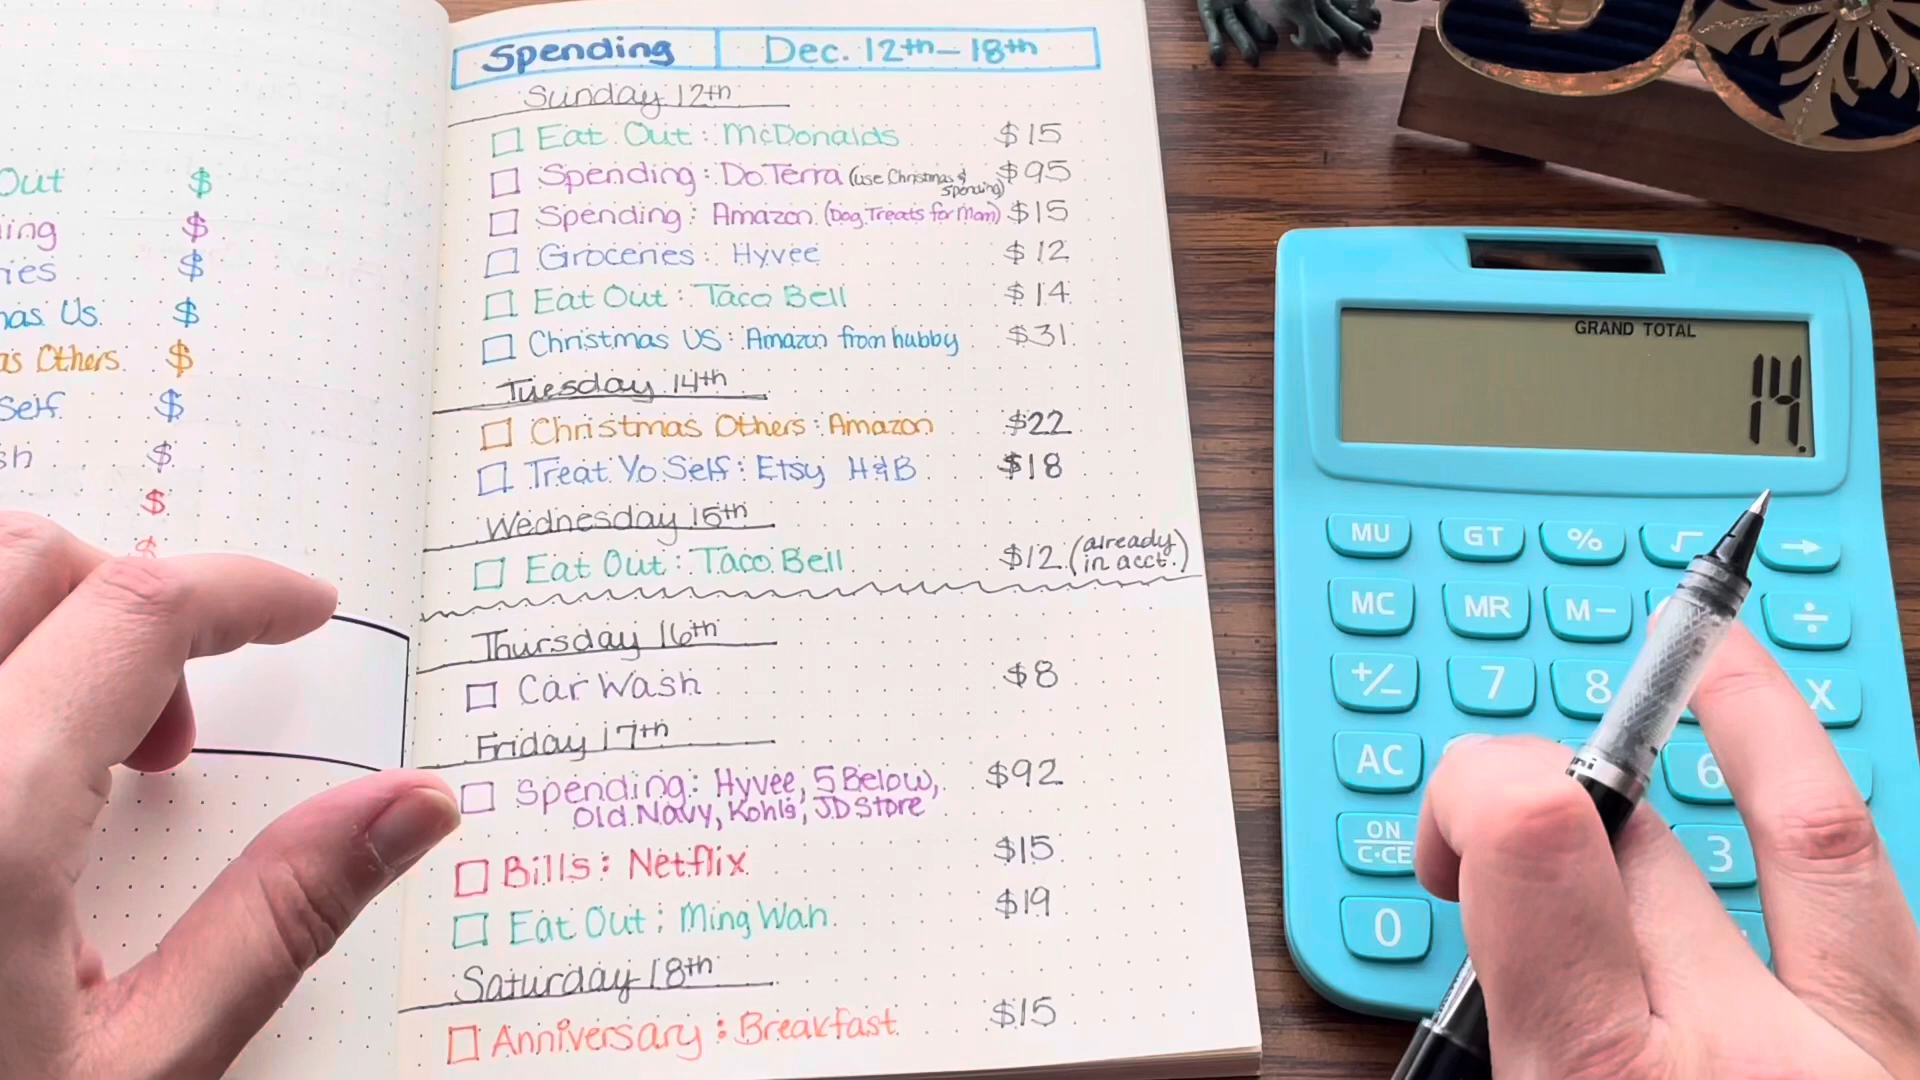 Out $
ing $
ies $
as Us $
as Others $
Self $
sh $
$
$
Spending Dec. 12th - 18th
Sunday 12th
Eat Out: McDonalds $15
Spending: DoTerra (use Christmas & spending) $95
Spending: Amazon (Dog Treats for Mom) $15
Groceries: Hyvee $12
Eat Out: Taco Bell $14
Christmas US: Amazon from hubby $31
Tuesday 14th
Christmas Others: Amazon $22
Treat Yo Self: Etsy H&B $18
Wednesday 15th
Eat Out: Taco Bell $12 (already in acct.)
Thursday 16th
Car Wash $8
Friday 17th
Spending: Hyvee, 5 Below, $92
Old Navy, Kohls, JD Store
Bills: Netflix $15
Eat Out: Ming Wah $19
Saturday 18th
Anniversary: Breakfast $15
GRAND TOTAL
14.
MU GT % √ →
MC MR M− ÷
+/− 7 8 X
AC 6
ON
C·CE 3
0
uni